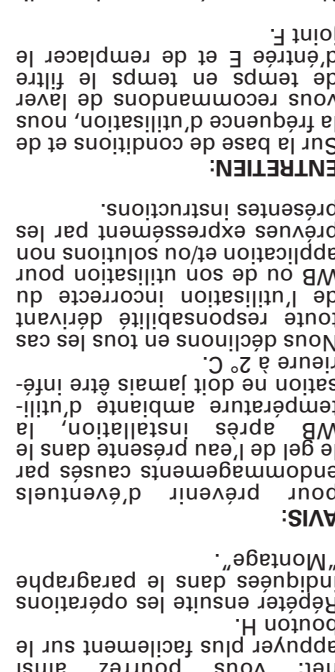 vous pourrez ainsi
appuyer plus facilement sur le
bouton H.
Répéter ensuite les opérations
indiquées dans le paragraphe
"Montage".
AVIS:
pour prévenir d'éventuels
endommagements causés par
le gel de l'eau présente dans le
WB après installation, la
température ambiante d'utili-
sation ne doit jamais être infé-
rieure à 2° C.
Nous déclinons en tous les cas
toute responsabilité dérivant
de l'utilisation incorrecte du
WB ou de son utilisation pour
application et/ou solutions non
prévues expressément par les
présentes instructions.
ENTRETIEN:
Sur la base de conditions et de
la fréquence d'utilisation, nous
vous recommandons de laver
de temps en temps le filtre
d'éntrée E et de remplacer le
joint F.